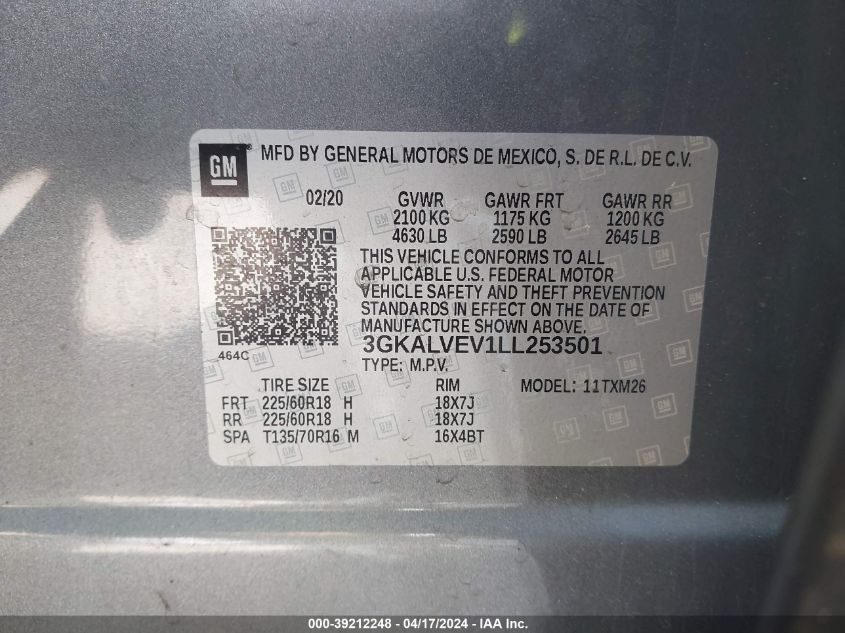 GM ® MFD BY GENERAL MOTORS DE MEXICO, S. DE R.L. DE C.V.
02/20 GVWR GAWR FRT GAWR RR
2100 KG 1175 KG 1200 KG
4630 LB 2590 LB 2645 LB
THIS VEHICLE CONFORMS TO ALL
APPLICABLE U.S. FEDERAL MOTOR
VEHICLE SAFETY AND THEFT PREVENTION
STANDARDS IN EFFECT ON THE DATE OF
MANUFACTURE SHOWN ABOVE.
464C 3GKALVEV1LL253501
TYPE: M.P.V.
TIRE SIZE RIM MODEL: 11TXM26
FRT 225/60R18 H 18X7J
RR 225/60R18 H 18X7J
SPA T135/70R16 M 16X4BT
000-39212248 - 04/17/2024 - IAA Inc.